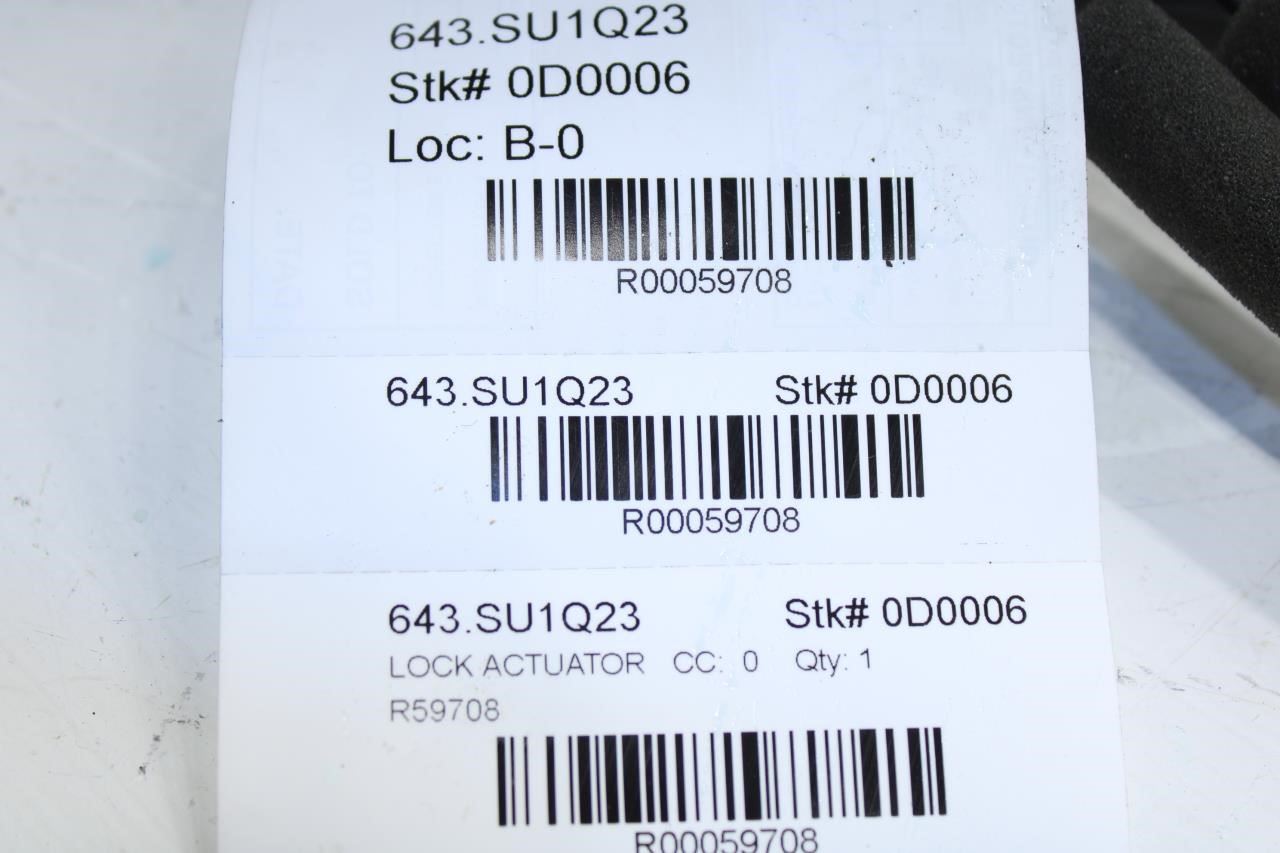 643.SU1Q23
Stk# 0D0006
Loc: B-0
R00059708
643.SU1Q23 Stk# 0D0006
R00059708
643.SU1Q23 Stk# 0D0006
LOCK ACTUATOR CC: 0 Qty: 1
R59708
R00059708